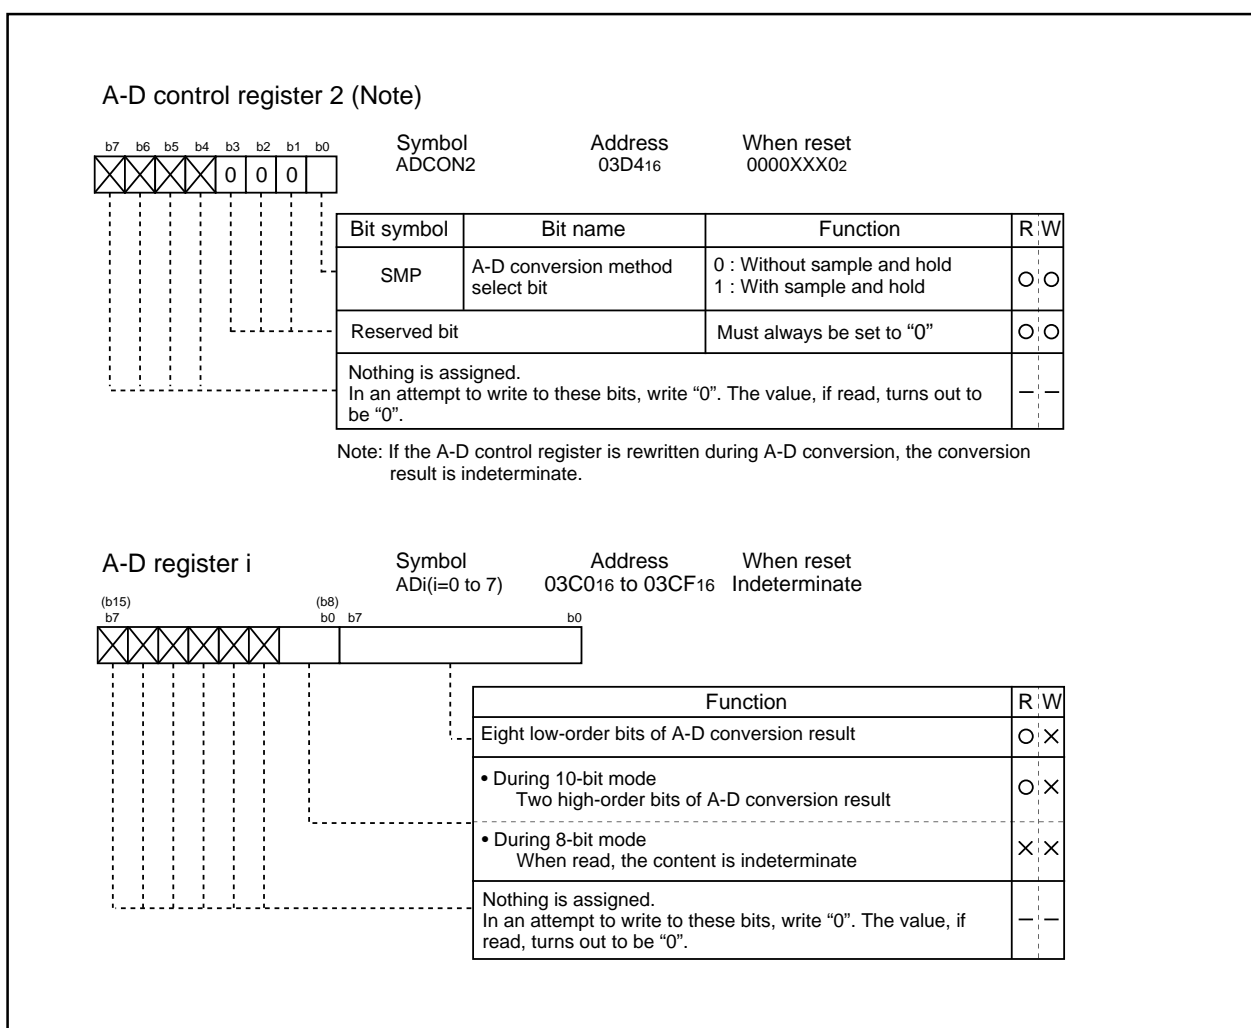 A-D control register 2 (Note)
Symbol Address When reset
ADCON2 03D416 0000XXX02
b7 b6 b5 b4 b3 b2 b1 b0
0 0 0
Bit symbol Bit name Function R W
SMP A-D conversion method select bit 0 : Without sample and hold
1 : With sample and hold
Reserved bit Must always be set to “0”
Nothing is assigned.
In an attempt to write to these bits, write “0”. The value, if read, turns out to
be “0”.
Note: If the A-D control register is rewritten during A-D conversion, the conversion
result is indeterminate.
A-D register i
Symbol Address When reset
ADi(i=0 to 7) 03C016 to 03CF16 Indeterminate
(b15) (b8)
b7 b0 b7 b0
Function R W
Eight low-order bits of A-D conversion result
• During 10-bit mode
Two high-order bits of A-D conversion result
• During 8-bit mode
When read, the content is indeterminate
Nothing is assigned.
In an attempt to write to these bits, write “0”. The value, if
read, turns out to be “0”.